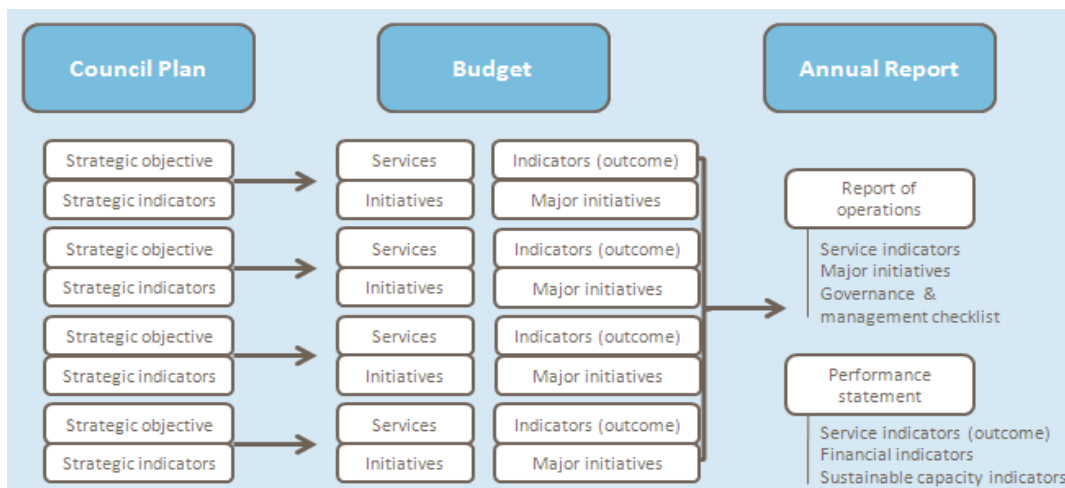 Council Plan
Budget
Annual Report
Strategic objective
Strategic indicators
Services
Initiatives
Indicators (outcome)
Major initiatives
Strategic objective
Strategic indicators
Services
Initiatives
Indicators (outcome)
Major initiatives
Strategic objective
Strategic indicators
Services
Initiatives
Indicators (outcome)
Major initiatives
Strategic objective
Strategic indicators
Services
Initiatives
Indicators (outcome)
Major initiatives
Report of
operations
Service indicators
Major initiatives
Governance &
management checklist
Performance
statement
Service indicators (outcome)
Financial indicators
Sustainable capacity indicators